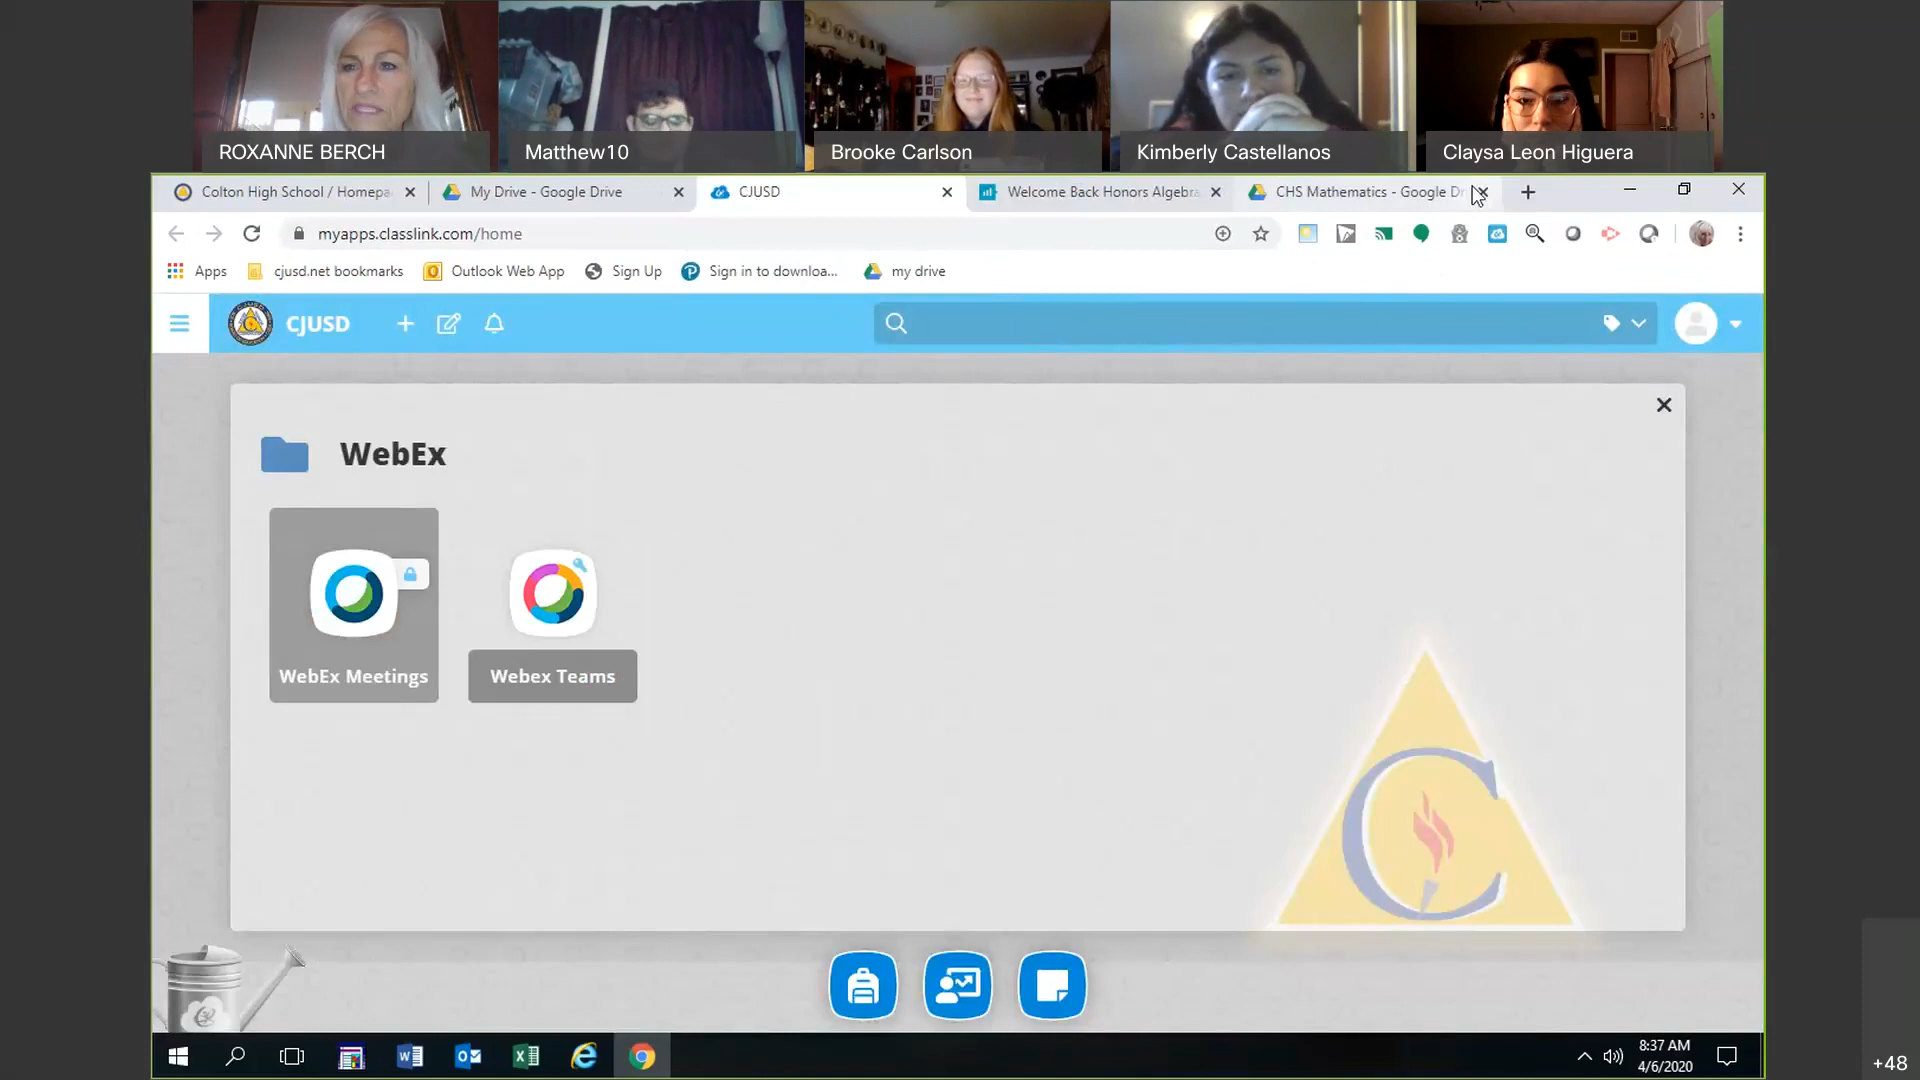 ROXANNE BERCH
Matthew10
Brooke Carlson
Kimberly Castellanos
Claysa Leon Higuera
Colton High School / Homepa
My Drive - Google Drive
CJUSD
Welcome Back Honors Algebra
CHS Mathematics - Google Dr
myapps.classlink.com/home
Apps
cjusd.net bookmarks
Outlook Web App
Sign Up
Sign in to downloa...
my drive
CJUSD
WebEx
WebEx Meetings
Webex Teams
C
8:37 AM
4/6/2020
+48